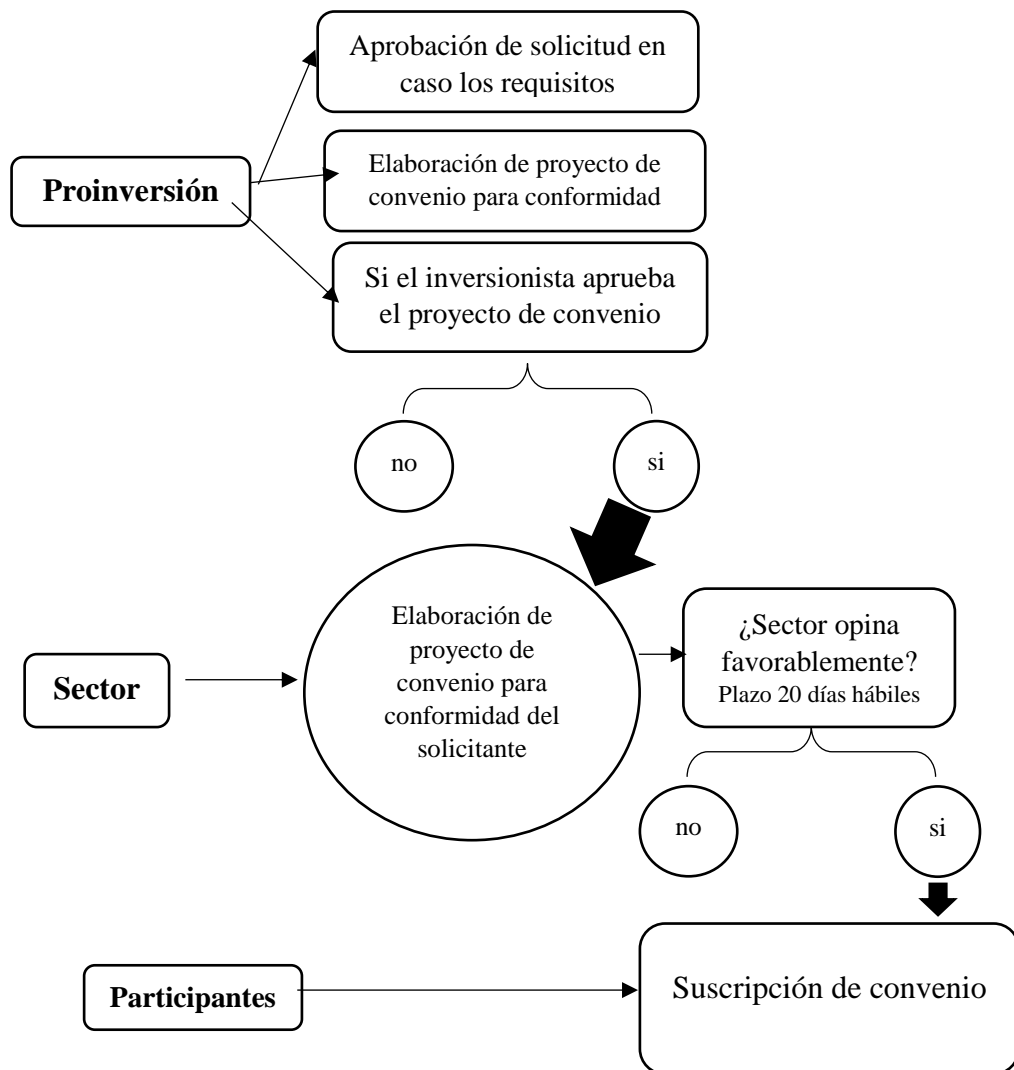 Aprobación de solicitud en
caso los requisitos
Proinversión
Elaboración de proyecto de
convenio para conformidad
Si el inversionista aprueba
el proyecto de convenio
no
si
Elaboración de
proyecto de
convenio para
conformidad del
solicitante
¿Sector opina
favorablemente?
Plazo 20 días hábiles
Sector
no
si
Participantes
Suscripción de convenio